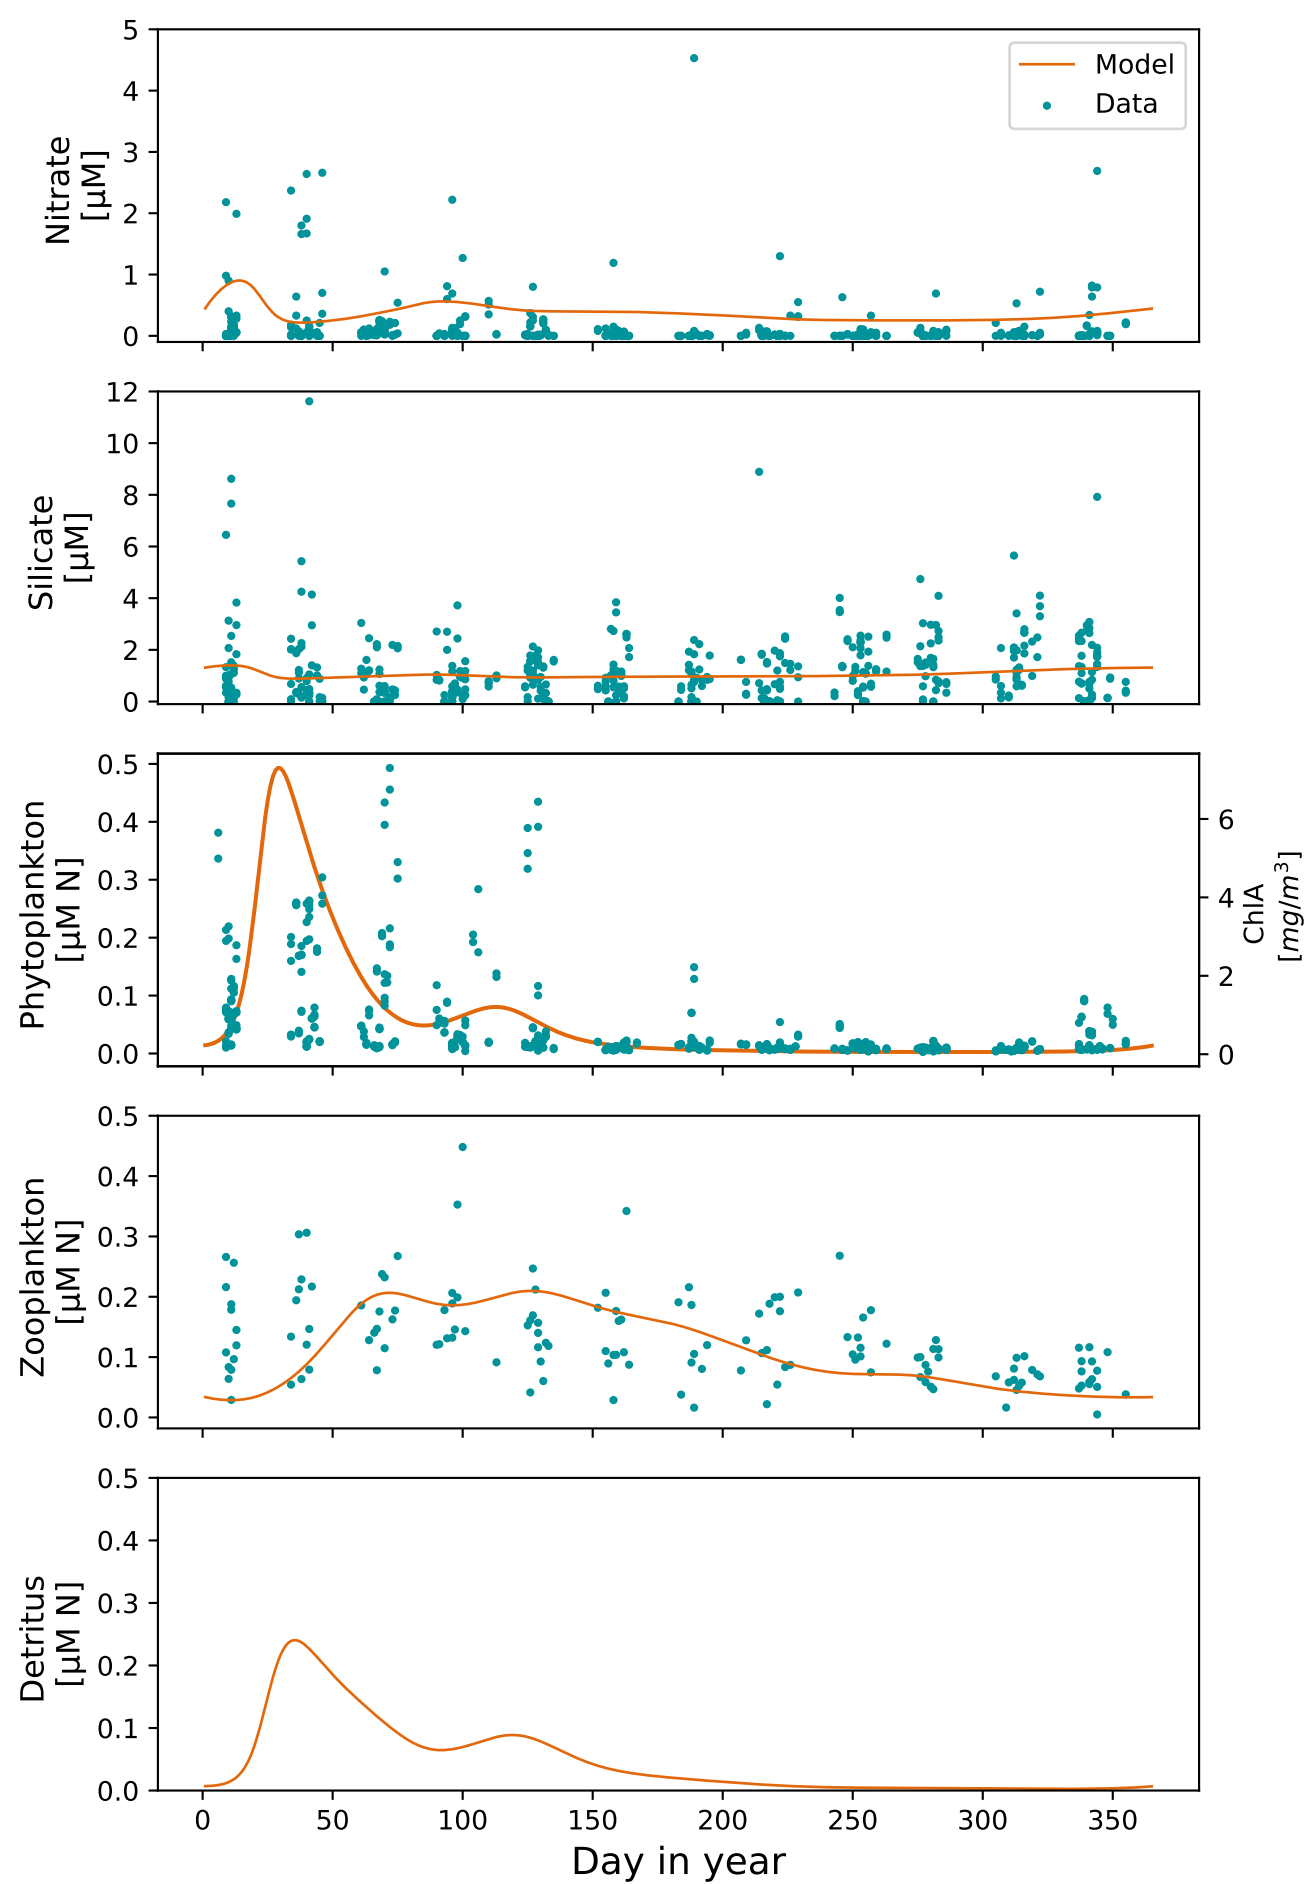 5
4
3
2
1
0
Nitrate
[µM]
Model
Data
12
10
8
6
4
2
0
Silicate
[µM]
0.5
0.4
0.3
0.2
0.1
0.0
Phytoplankton
[µM N]
6
4
2
0
ChlA
[mg/m³]
0.5
0.4
0.3
0.2
0.1
0.0
Zooplankton
[µM N]
0.5
0.4
0.3
0.2
0.1
0.0
Detritus
[µM N]
0 50 100 150 200 250 300 350
Day in year